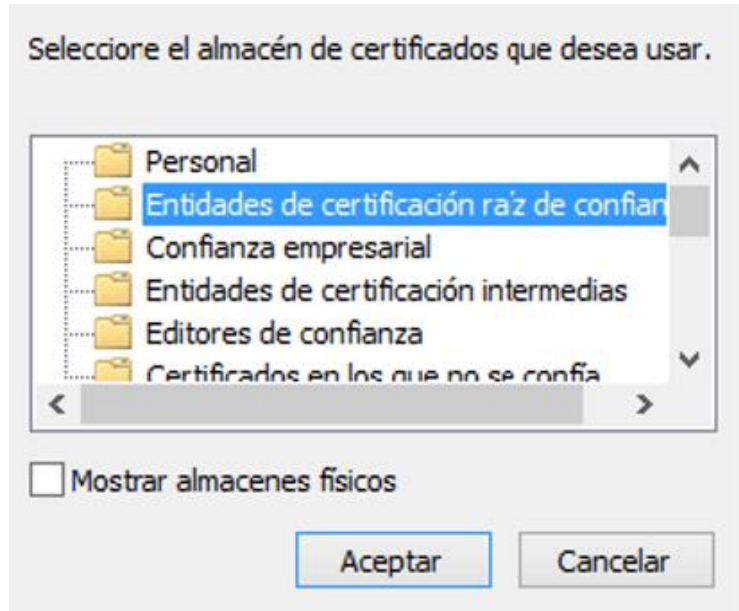 Seleccione el almacén de certificados que desea usar.
Personal
Entidades de certificación raíz de confian
Confianza empresarial
Entidades de certificación intermedias
Editores de confianza
Certificados en los que no se confía
Mostrar almacenes físicos
Aceptar
Cancelar